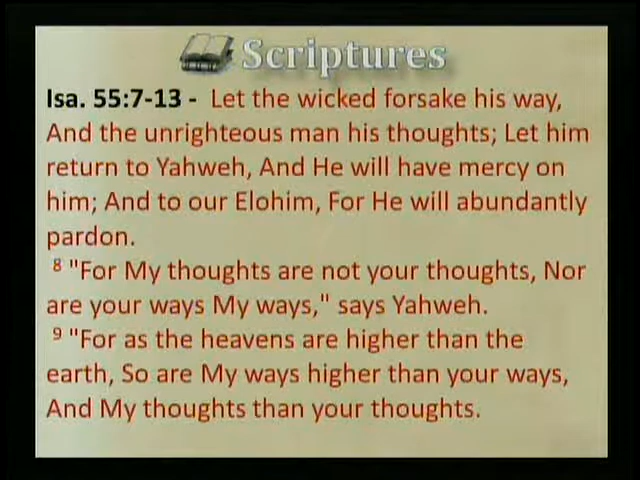 Scriptures
Isa. 55:7-13 - Let the wicked forsake his way,
And the unrighteous man his thoughts; Let him
return to Yahweh, And He will have mercy on
him; And to our Elohim, For He will abundantly
pardon.
8 "For My thoughts are not your thoughts, Nor
are your ways My ways," says Yahweh.
9 "For as the heavens are higher than the
earth, So are My ways higher than your ways,
And My thoughts than your thoughts.